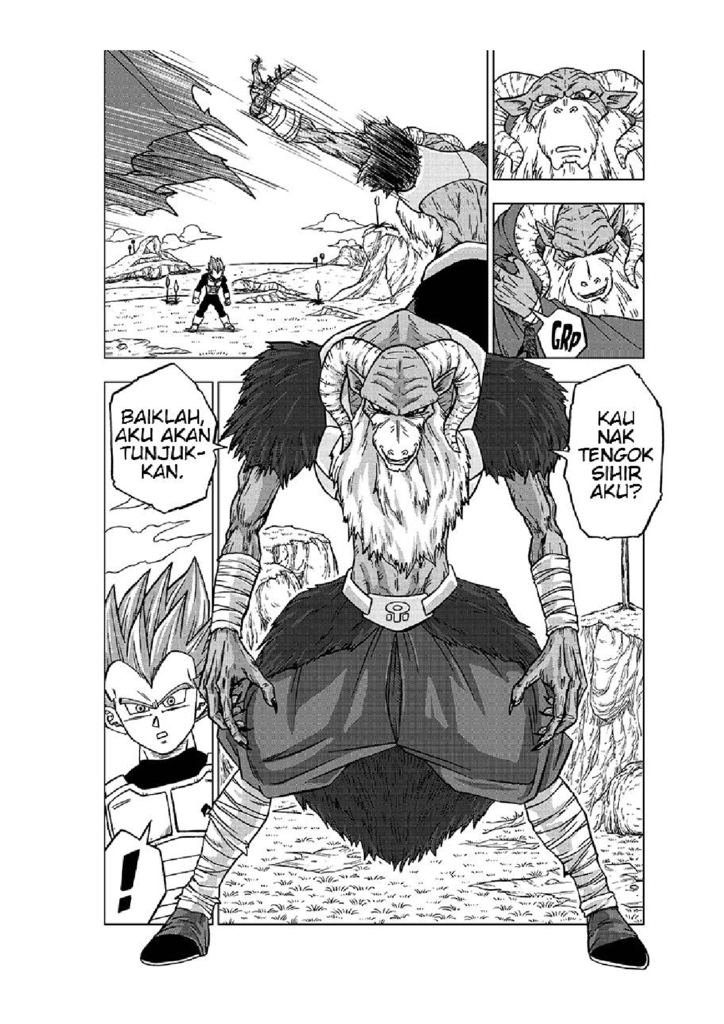 GRP
KAU
NAK
TENGOK
SIHIR
AKU?
BAIKLAH,
AKU AKAN
TUNJUK-
KAN.
!